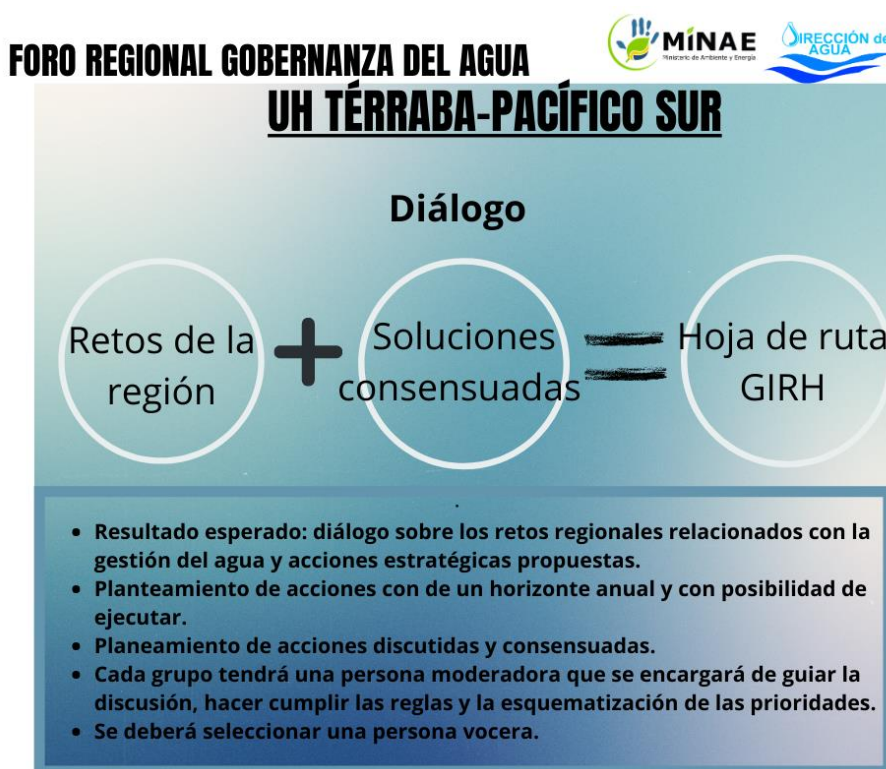 FORO REGIONAL GOBERNANZA DEL AGUA
MINAE
Ministerio de Ambiente y Energía
DIRECCIÓN de
AGUA
UH TÉRRABA-PACÍFICO SUR
Diálogo
Retos de la
región
+
Soluciones
consensuadas
=
Hoja de ruta
GIRH
• Resultado esperado: diálogo sobre los retos regionales relacionados con la
gestión del agua y acciones estratégicas propuestas.
• Planteamiento de acciones con de un horizonte anual y con posibilidad de
ejecutar.
• Planeamiento de acciones discutidas y consensuadas.
• Cada grupo tendrá una persona moderadora que se encargará de guiar la
discusión, hacer cumplir las reglas y la esquematización de las prioridades.
• Se deberá seleccionar una persona vocera.